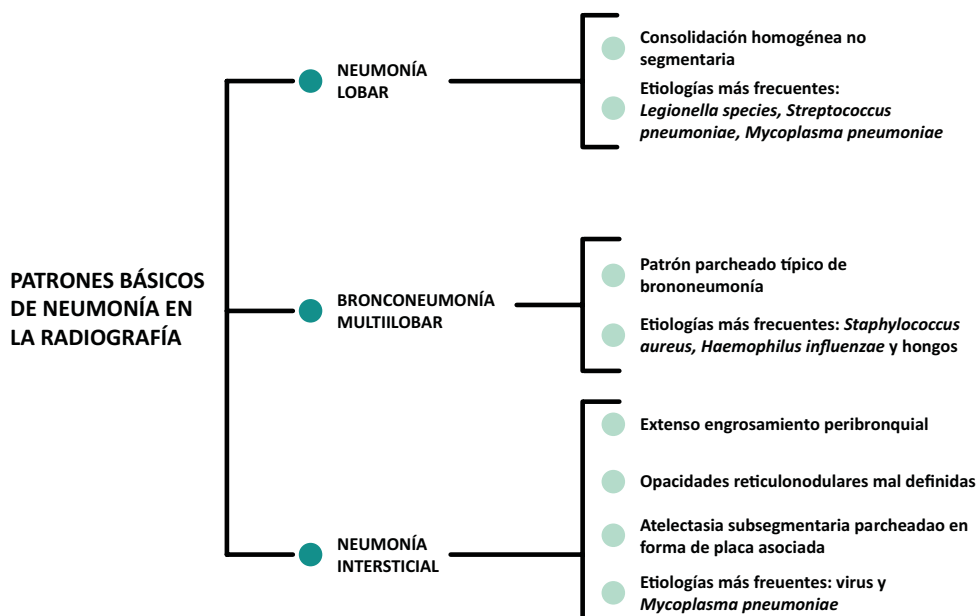 PATRONES BÁSICOS
DE NEUMONÍA EN
LA RADIOGRAFÍA
NEUMONÍA
LOBAR
Consolidación homogénea no
segmentaria
Etiologías más frecuentes:
Legionella species, Streptococcus
pneumoniae, Mycoplasma pneumoniae
BRONCONEUMONÍA
MULTIILOBAR
Patrón parcheado típico de
brononeumonía
Etiologías más frecuentes: Staphylococcus
aureus, Haemophilus influenzae y hongos
NEUMONÍA
INTERSTICIAL
Extenso engrosamiento peribronquial
Opacidades reticulonodulares mal definidas
Atelectasia subsegmentaria parcheadao en
forma de placa asociada
Etiologías más freuentes: virus y
Mycoplasma pneumoniae